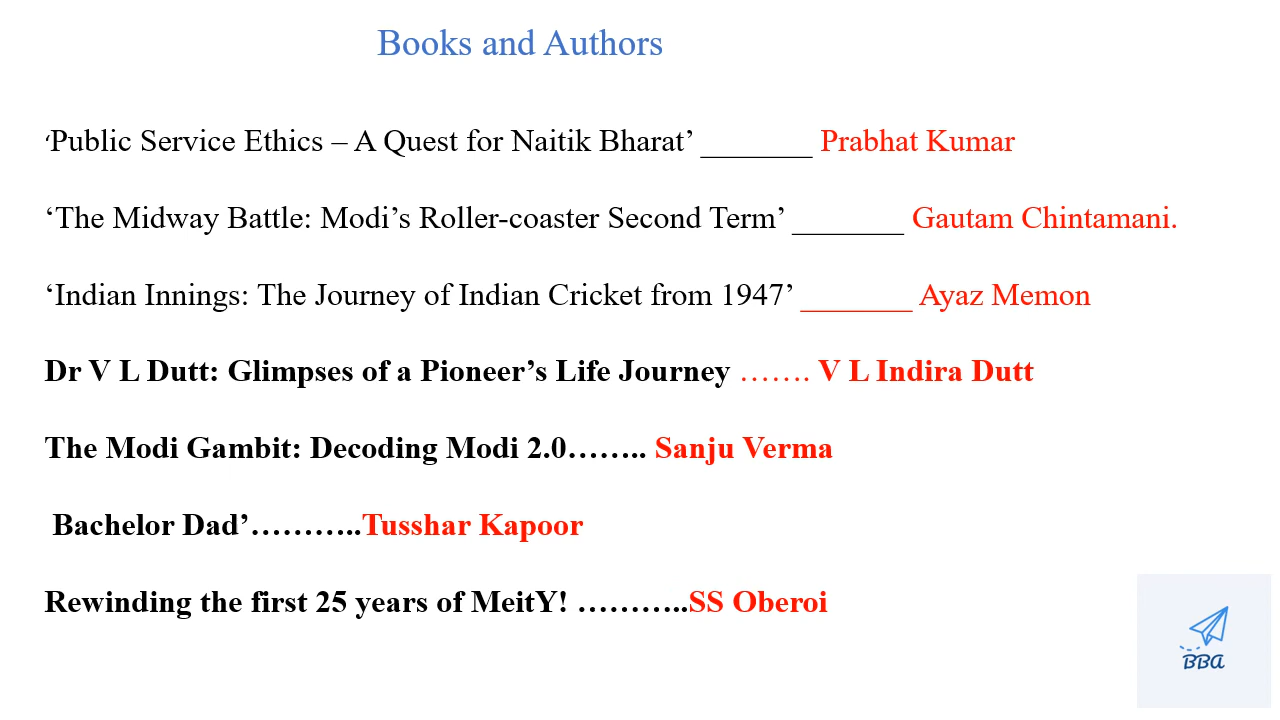 Books and Authors
‘Public Service Ethics – A Quest for Naitik Bharat’ _______ Prabhat Kumar
‘The Midway Battle: Modi’s Roller-coaster Second Term’ _______ Gautam Chintamani.
‘Indian Innings: The Journey of Indian Cricket from 1947’ _______ Ayaz Memon
Dr V L Dutt: Glimpses of a Pioneer’s Life Journey ……. V L Indira Dutt
The Modi Gambit: Decoding Modi 2.0…….. Sanju Verma
Bachelor Dad’………..Tusshar Kapoor
Rewinding the first 25 years of MeitY! ………..SS Oberoi
BBA